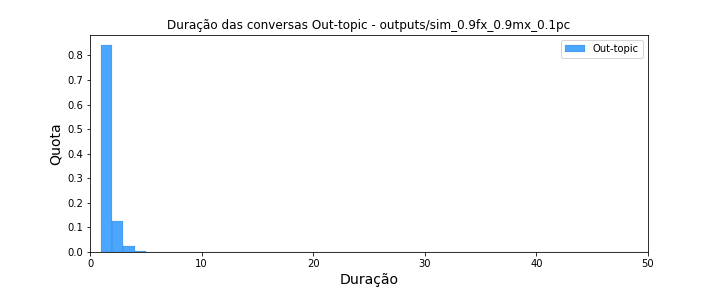 Duração das conversas Out-topic - outputs/sim_0.9fx_0.9mx_0.1pc
Out-topic
Quota
0.8
0.7
0.6
0.5
0.4
0.3
0.2
0.1
0.0
0 10 20 30 40 50
Duração